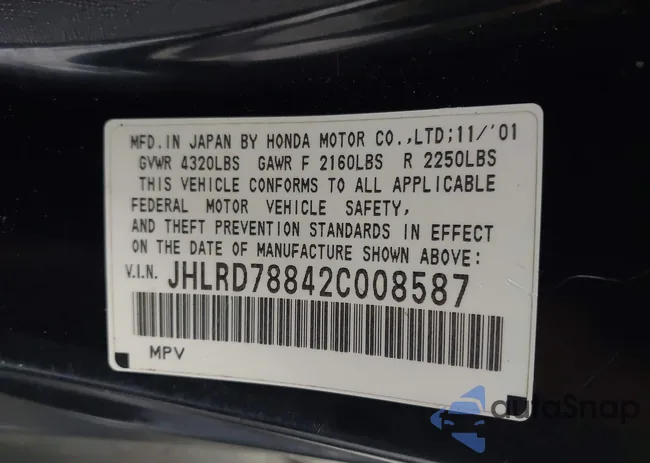 MFD.IN JAPAN BY HONDA MOTOR CO.,LTD;11/'01
GVWR 4320LBS GAWR F 2160LBS R 2250LBS
THIS VEHICLE CONFORMS TO ALL APPLICABLE
FEDERAL MOTOR VEHICLE SAFETY,
AND THEFT PREVENTION STANDARDS IN EFFECT
ON THE DATE OF MANUFACTURE SHOWN ABOVE:
V.I.N. JHLRD78842C008587
MPV
autoSnap